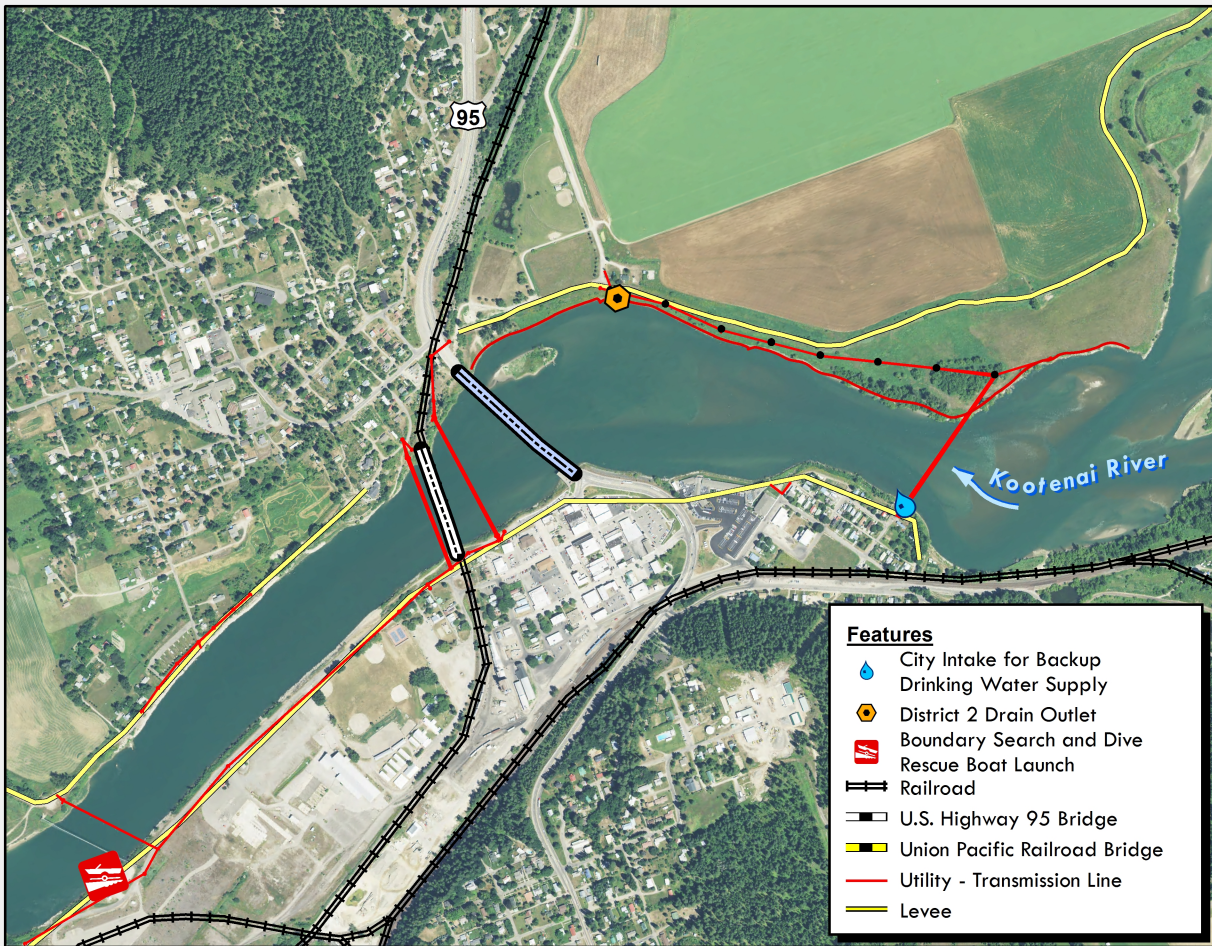 95
Kootenai River
Features
City Intake for Backup
Drinking Water Supply
District 2 Drain Outlet
Boundary Search and Dive
Rescue Boat Launch
Railroad
U.S. Highway 95 Bridge
Union Pacific Railroad Bridge
Utility - Transmission Line
Levee